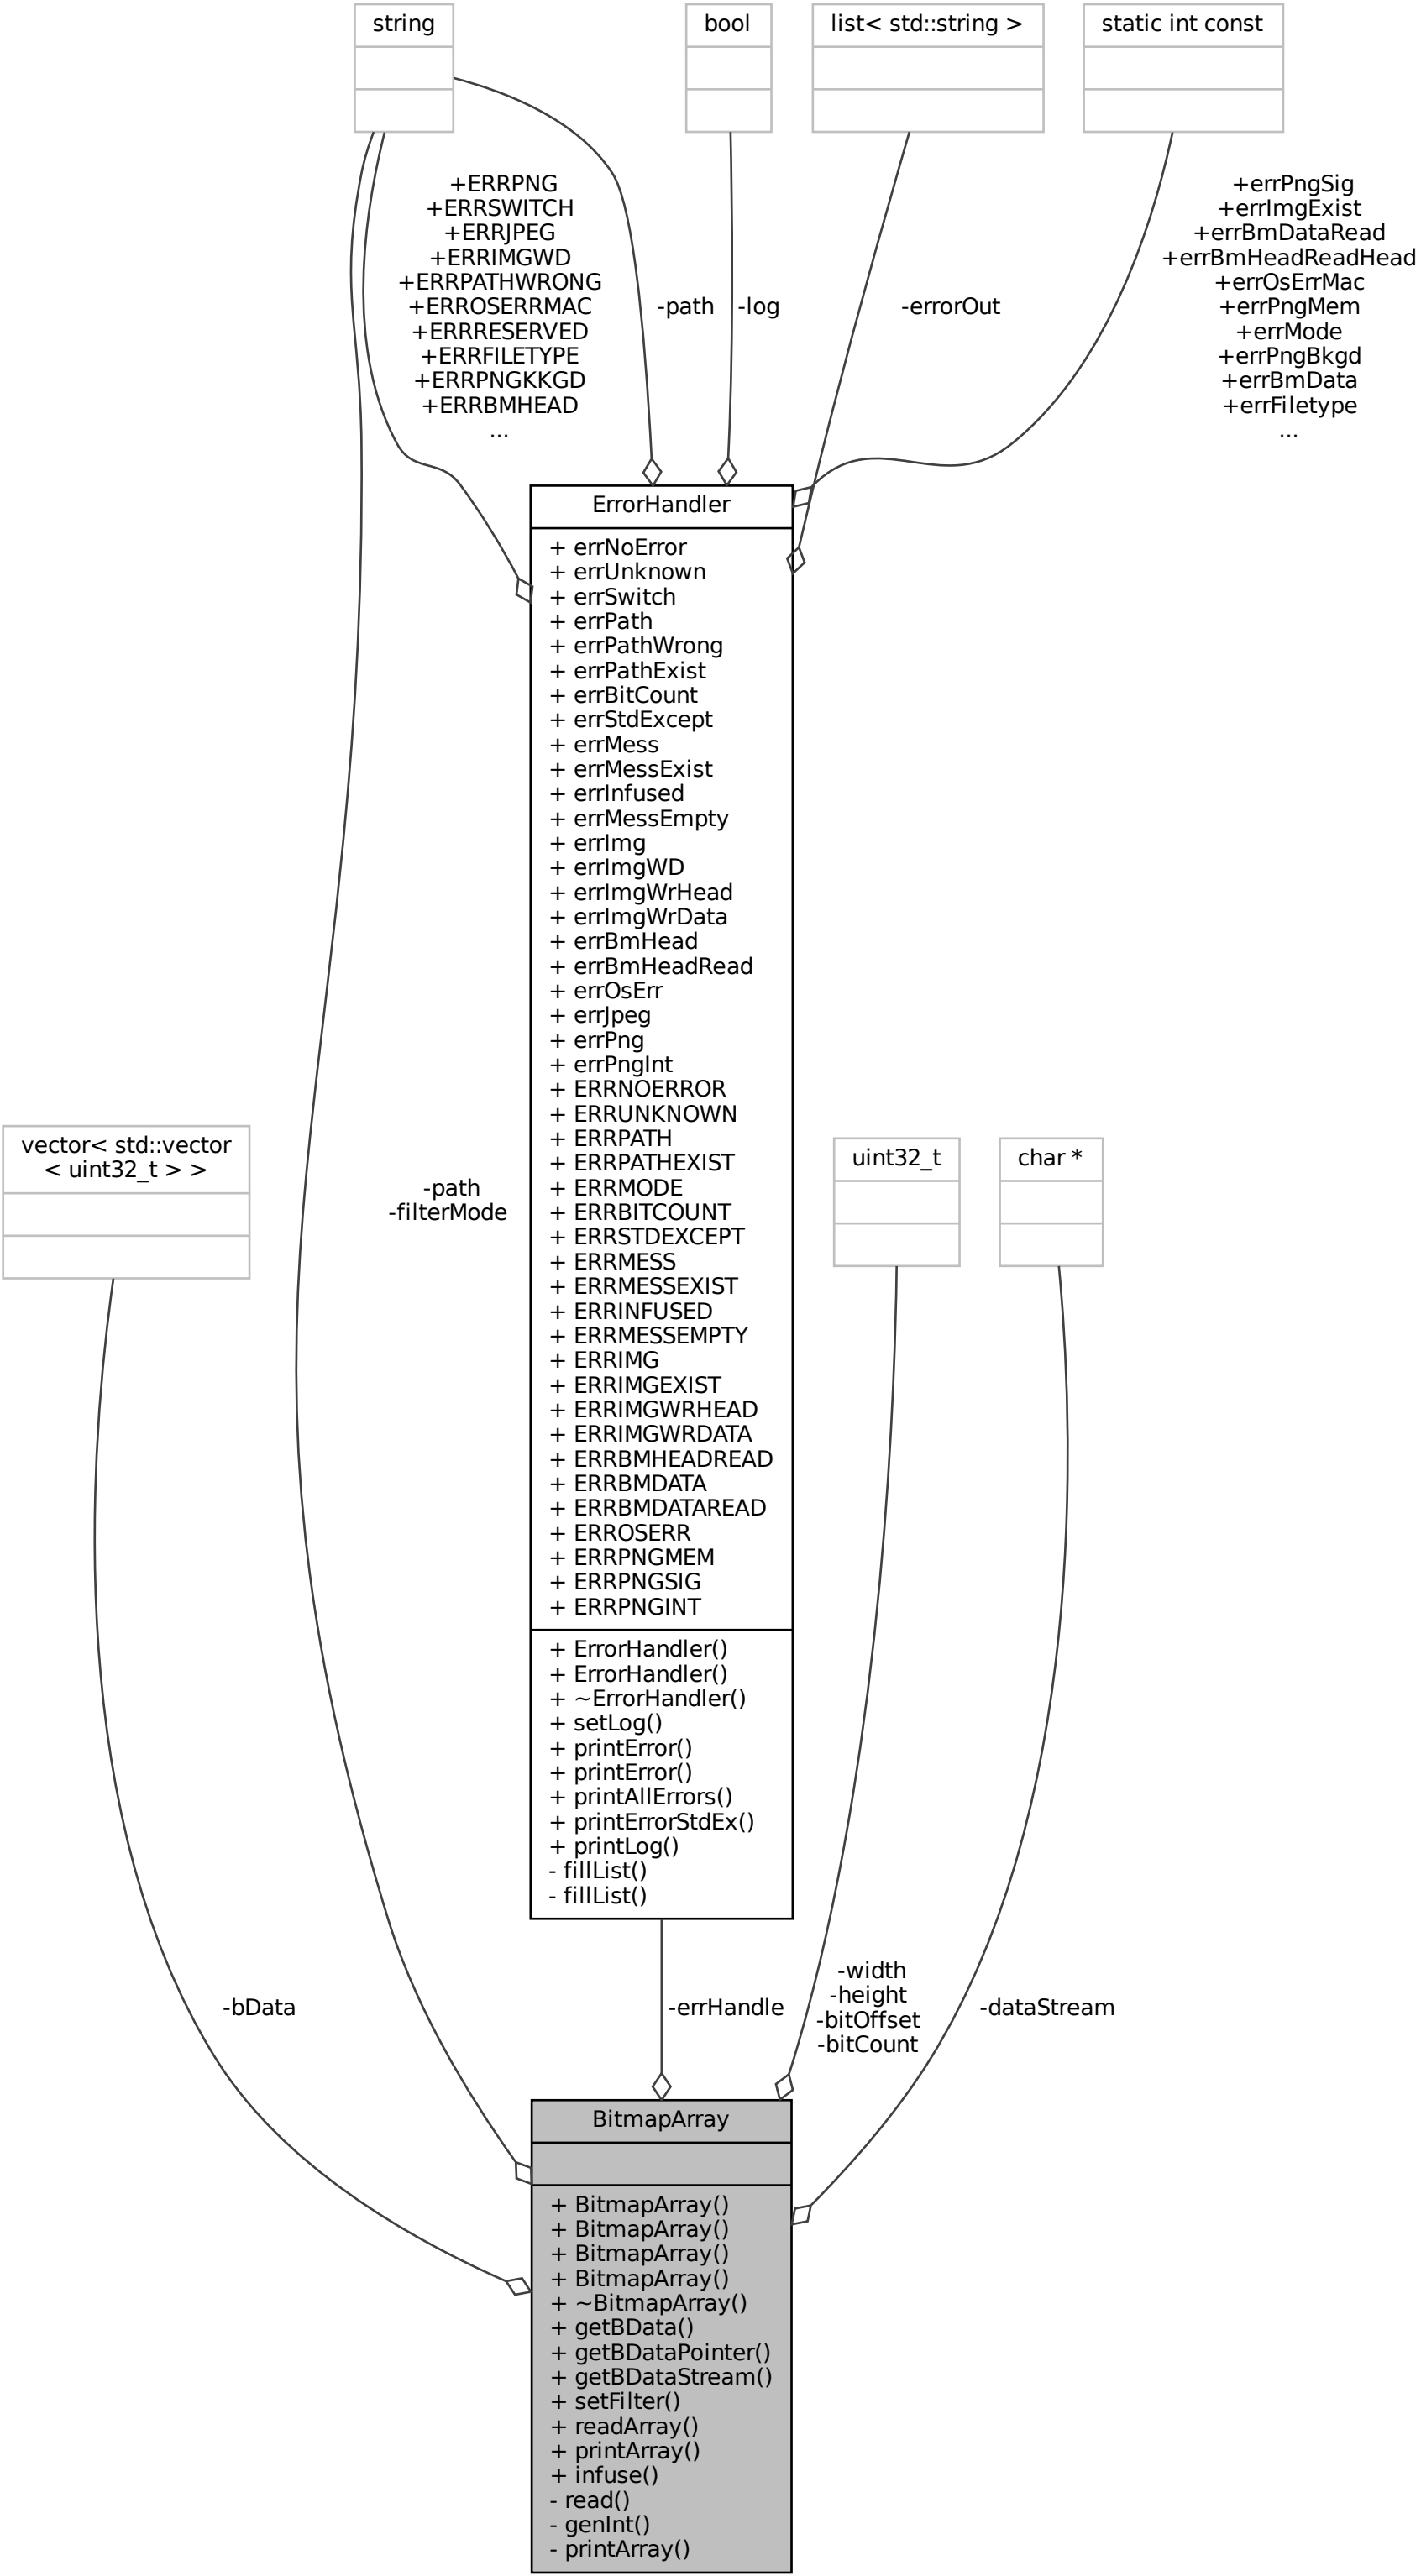 string
bool
list< std::string >
static int const
+ERRPNG
+ERRSWITCH
+ERRJPEG
+ERRIMGWD
+ERRPATHWRONG
+ERROSERRMAC
+ERRRESERVED
+ERRFILETYPE
+ERRPNGKKGD
+ERRBMHEAD
...
-path
-log
-errorOut
+errPngSig
+errImgExist
+errBmDataRead
+errBmHeadReadHead
+errOsErrMac
+errPngMem
+errMode
+errPngBkgd
+errBmData
+errFiletype
...
ErrorHandler
+ errNoError
+ errUnknown
+ errSwitch
+ errPath
+ errPathWrong
+ errPathExist
+ errBitCount
+ errStdExcept
+ errMess
+ errMessExist
+ errInfused
+ errMessEmpty
+ errImg
+ errImgWD
+ errImgWrHead
+ errImgWrData
+ errBmHead
+ errBmHeadRead
+ errOsErr
+ errJpeg
+ errPng
+ errPngInt
+ ERRNOERROR
+ ERRUNKNOWN
+ ERRPATH
+ ERRPATHEXIST
+ ERRMODE
+ ERRBITCOUNT
+ ERRSTDEXCEPT
+ ERRMESS
+ ERRMESSEXIST
+ ERRINFUSED
+ ERRMESSEMPTY
+ ERRIMG
+ ERRIMGEXIST
+ ERRIMGWRHEAD
+ ERRIMGWRDATA
+ ERRBMHEADREAD
+ ERRBMDATA
+ ERRBMDATAREAD
+ ERROSERR
+ ERRPNGMEM
+ ERRPNGSIG
+ ERRPNGINT
+ ErrorHandler()
+ ErrorHandler()
+ ~ErrorHandler()
+ setLog()
+ printError()
+ printError()
+ printAllErrors()
+ printErrorStdEx()
+ printLog()
- fillList()
- fillList()
vector< std::vector
< uint32_t > >
-path
-filterMode
uint32_t
char *
-bData
-errHandle
-width
-height
-bitOffset
-bitCount
-dataStream
BitmapArray
+ BitmapArray()
+ BitmapArray()
+ BitmapArray()
+ BitmapArray()
+ ~BitmapArray()
+ getBData()
+ getBDataPointer()
+ getBDataStream()
+ setFilter()
+ readArray()
+ printArray()
+ infuse()
- read()
- genInt()
- printArray()